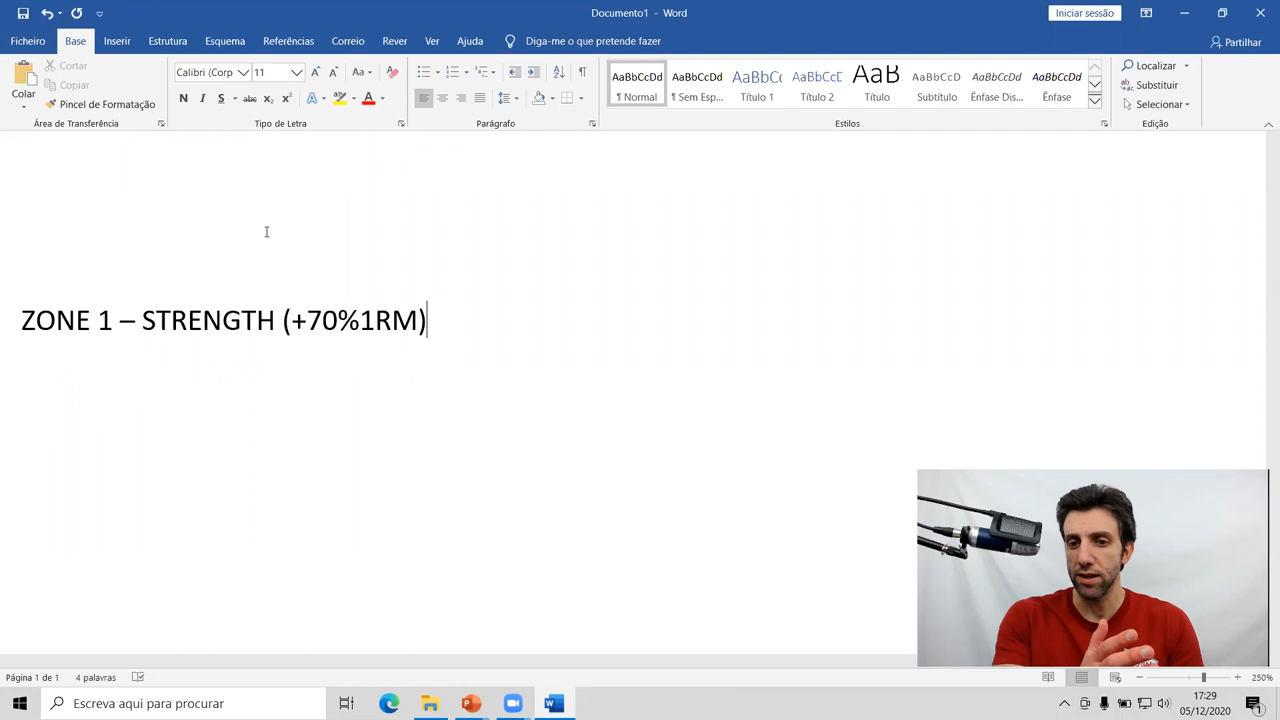 Documento1 - Word
Iniciar sessão
Ficheiro Base Inserir Estrutura Esquema Referências Correio Rever Ver Ajuda Diga-me o que pretende fazer Partilhar
Colar
Cortar
Copiar
Pincel de Formatação
Área de Transferência
Calibri (Corp 11
Tipo de Letra
Parágrafo
AaBbCcDd AaBbCcDd AaBbCc AaBbCcC AaB AaBbCcD AaBbCcDd AaBbCcDd
¶ Normal ¶ Sem Esp... Título 1 Título 2 Título Subtítulo Ênfase Dis... Ênfase
Estilos
Localizar
Substituir
Selecionar
Edição
ZONE 1 – STRENGTH (+70%1RM)
Página 1 de 1 4 palavras 250%
Escreva aqui para procurar
17:29
05/12/2020